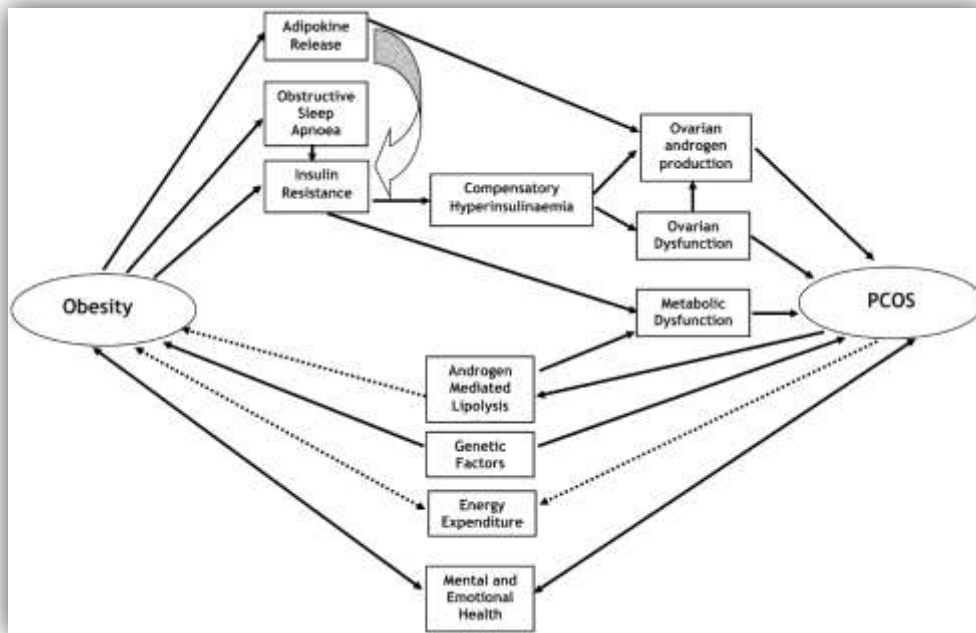 Adipokine
Release
Obstructive
Sleep
Apnoea
Insulin
Resistance
Compensatory
Hyperinsulinaemia
Ovarian
androgen
production
Ovarian
Dysfunction
Obesity
Metabolic
Dysfunction
PCOS
Androgen
Mediated
Lipolysis
Genetic
Factors
Energy
Expenditure
Mental and
Emotional
Health